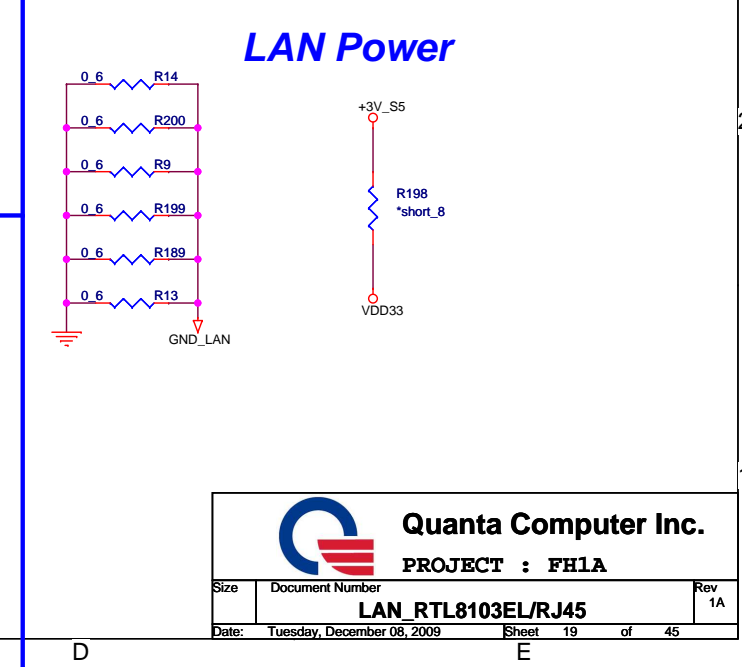 LAN Power
0_6 R14
+3V_S5
0_6 R200
0_6 R9
R198
0_6 R199
*short_8
0_6 R189
0_6 R13
VDD33
GND_LAN
Quanta Computer Inc.
PROJECT : FH1A
Size Document Number Rev
LAN_RTL8103EL/RJ45 1A
Date: Tuesday, December 08, 2009 Sheet 19 of 45
D E